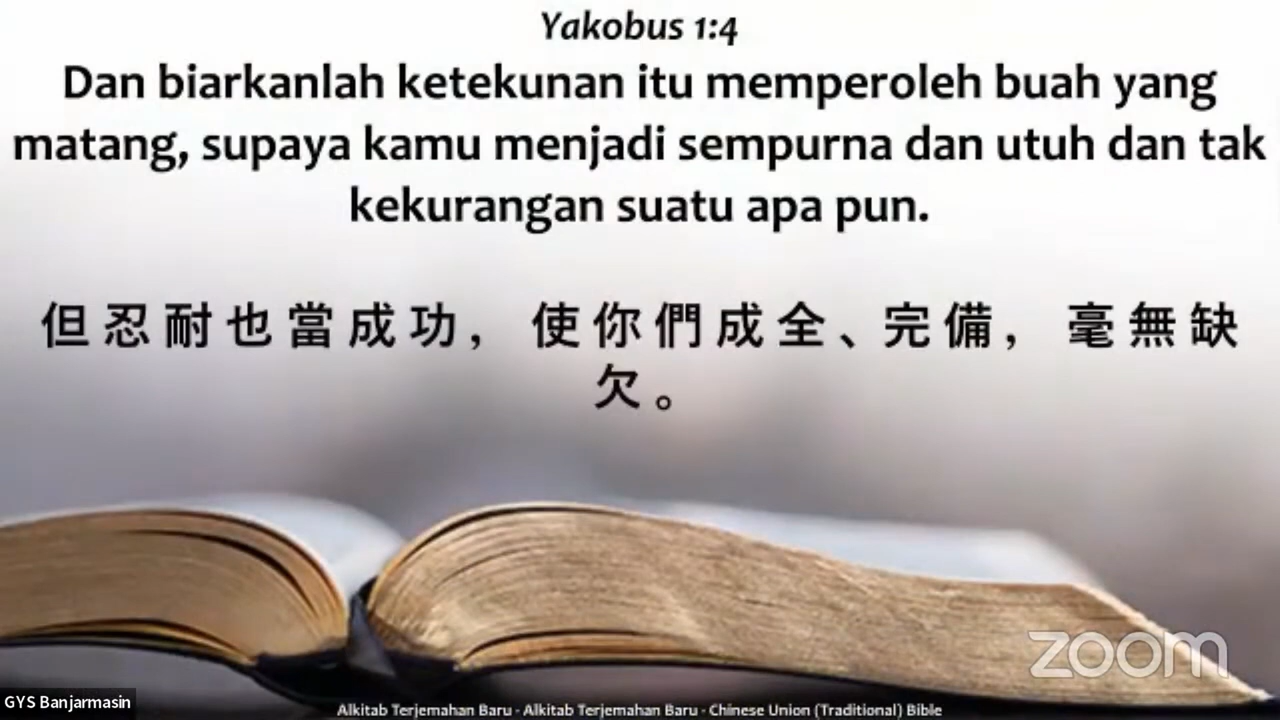 Yakobus 1:4
Dan biarkanlah ketekunan itu memperoleh buah yang
matang, supaya kamu menjadi sempurna dan utuh dan tak
kekurangan suatu apa pun.
但忍耐也當成功，使你們成全、完備，毫無缺
欠。
zoom
GYS Banjarmasin
Alkitab Terjemahan Baru - Alkitab Terjemahan Baru - Chinese Union (Traditional) Bible